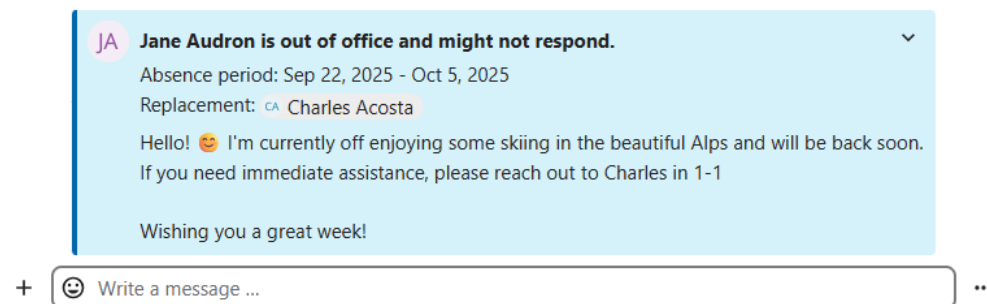 JA Jane Audron is out of office and might not respond.
Absence period: Sep 22, 2025 - Oct 5, 2025
Replacement: CA Charles Acosta
Hello! 😊 I'm currently off enjoying some skiing in the beautiful Alps and will be back soon.
If you need immediate assistance, please reach out to Charles in 1-1
Wishing you a great week!
Write a message ...